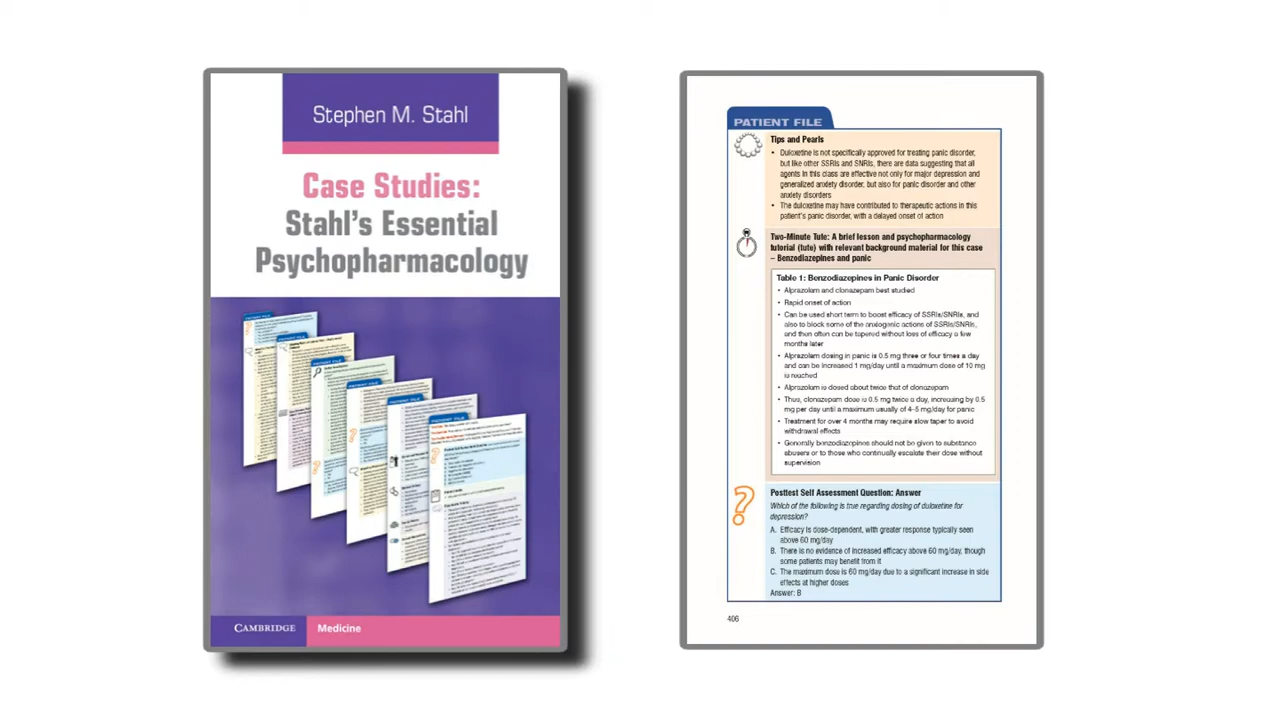 Stephen M. Stahl
Case Studies:
Stahl's Essential
Psychopharmacology
CAMBRIDGE
Medicine
PATIENT FILE
Tips and Pearls
• Duloxetine is not specifically approved for treating panic disorder,
but like other SSRIs and SNRIs, there are data suggesting that all
agents in this class are effective not only for major depression and
generalized anxiety disorder, but also for panic disorder and other
anxiety disorders
• The duloxetine may have contributed to therapeutic actions in this
patient's panic disorder, with a delayed onset of action
Two-Minute Tute: A brief lesson and psychopharmacology
tutorial (tute) with relevant background material for this case
– Benzodiazepines and panic
Table 1: Benzodiazepines in Panic Disorder
• Alprazolam and clonazepam best studied
• Rapid onset of action
• Can be used short term to boost efficacy of SSRIs/SNRIs, and
also to block some of the anxiogenic actions of SSRIs/SNRIs,
and then often can be tapered without loss of efficacy a few
months later
• Alprazolam dosing in panic is 0.5 mg three or four times a day
and can be increased 1 mg/day until a maximum dose of 10 mg
is reached
• Alprazolam is dosed about twice that of clonazepam
• Thus, clonazepam dose is 0.5 mg twice a day, increasing by 0.5
mg per day until a maximum usually of 4–5 mg/day for panic
• Treatment for over 4 months may require slow taper to avoid
withdrawal effects
• Generally benzodiazepines should not be given to substance
abusers or to those who continually escalate their dose without
supervision
Posttest Self Assessment Question: Answer
Which of the following is true regarding dosing of duloxetine for
depression?
A. Efficacy is dose-dependent, with greater response typically seen
above 60 mg/day
B. There is no evidence of increased efficacy above 60 mg/day, though
some patients may benefit from it
C. The maximum dose is 60 mg/day due to a significant increase in side
effects at higher doses
Answer: B
406